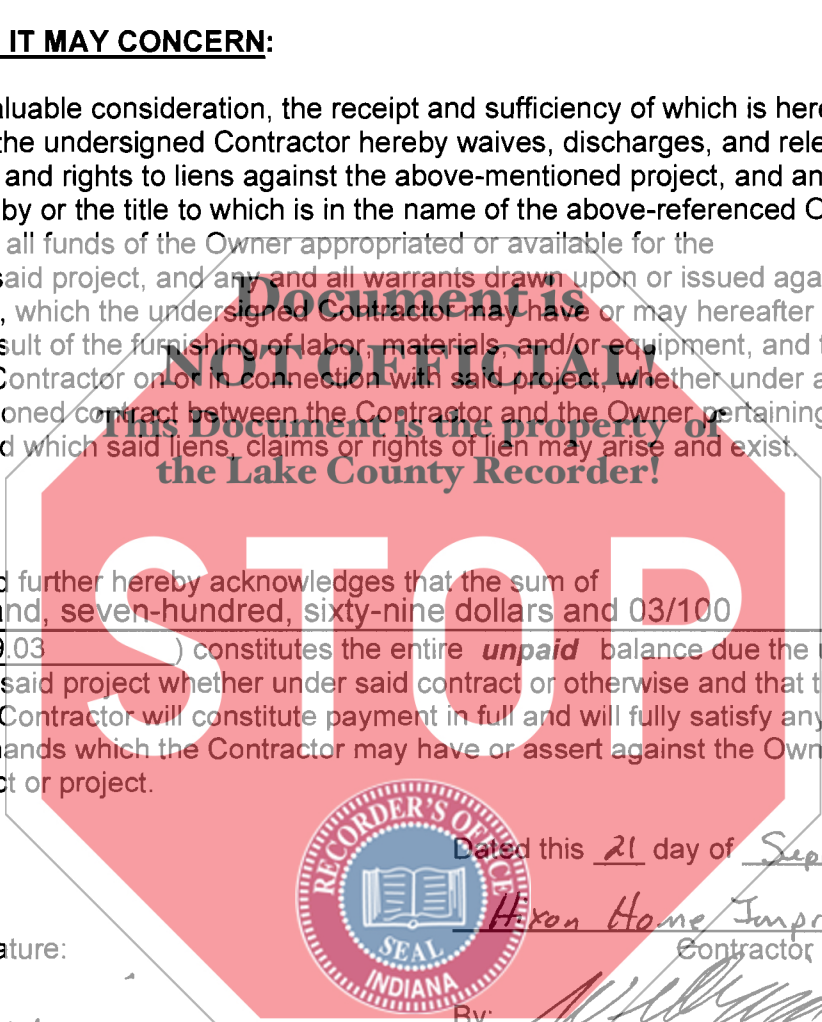 IT MAY CONCERN:
aluable consideration, the receipt and sufficiency of which is here
the undersigned Contractor hereby waives, discharges, and rele
and rights to liens against the above-mentioned project, and an
by or the title to which is in the name of the above-referenced O
all funds of the Owner appropriated or available for the
said project, and any and all warrants drawn upon or issued aga
, which the undersigned Contractor may have or may hereafter
sult of the furnishing of labor, materials, and/or equipment, and
Contractor on or in connection with said project, whether under a
oned contract between the Contractor and the Owner pertaining
d which said liens, claims or rights of lien may arise and exist.
Document is
NOT OFFICIAL!
This Document is the property of
the Lake County Recorder!
STOP
d further hereby acknowledges that the sum of
nd, seven-hundred, sixty-nine dollars and 03/100
9.03 ) constitutes the entire unpaid balance due the u
said project whether under said contract or otherwise and that t
Contractor will constitute payment in full and will fully satisfy any
ands which the Contractor may have or assert against the Own
ct or project.
RECORDER'S OFFICE
SEAL
INDIANA
Dated this 21 day of Sep
Hixon Home Impr
ature: Contractor
By: